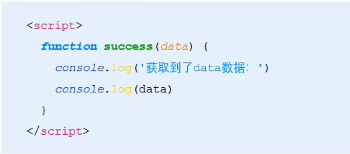 <script>
function success(data) {
console.log('获取到了data数据！')
console.log(data)
}
</script>